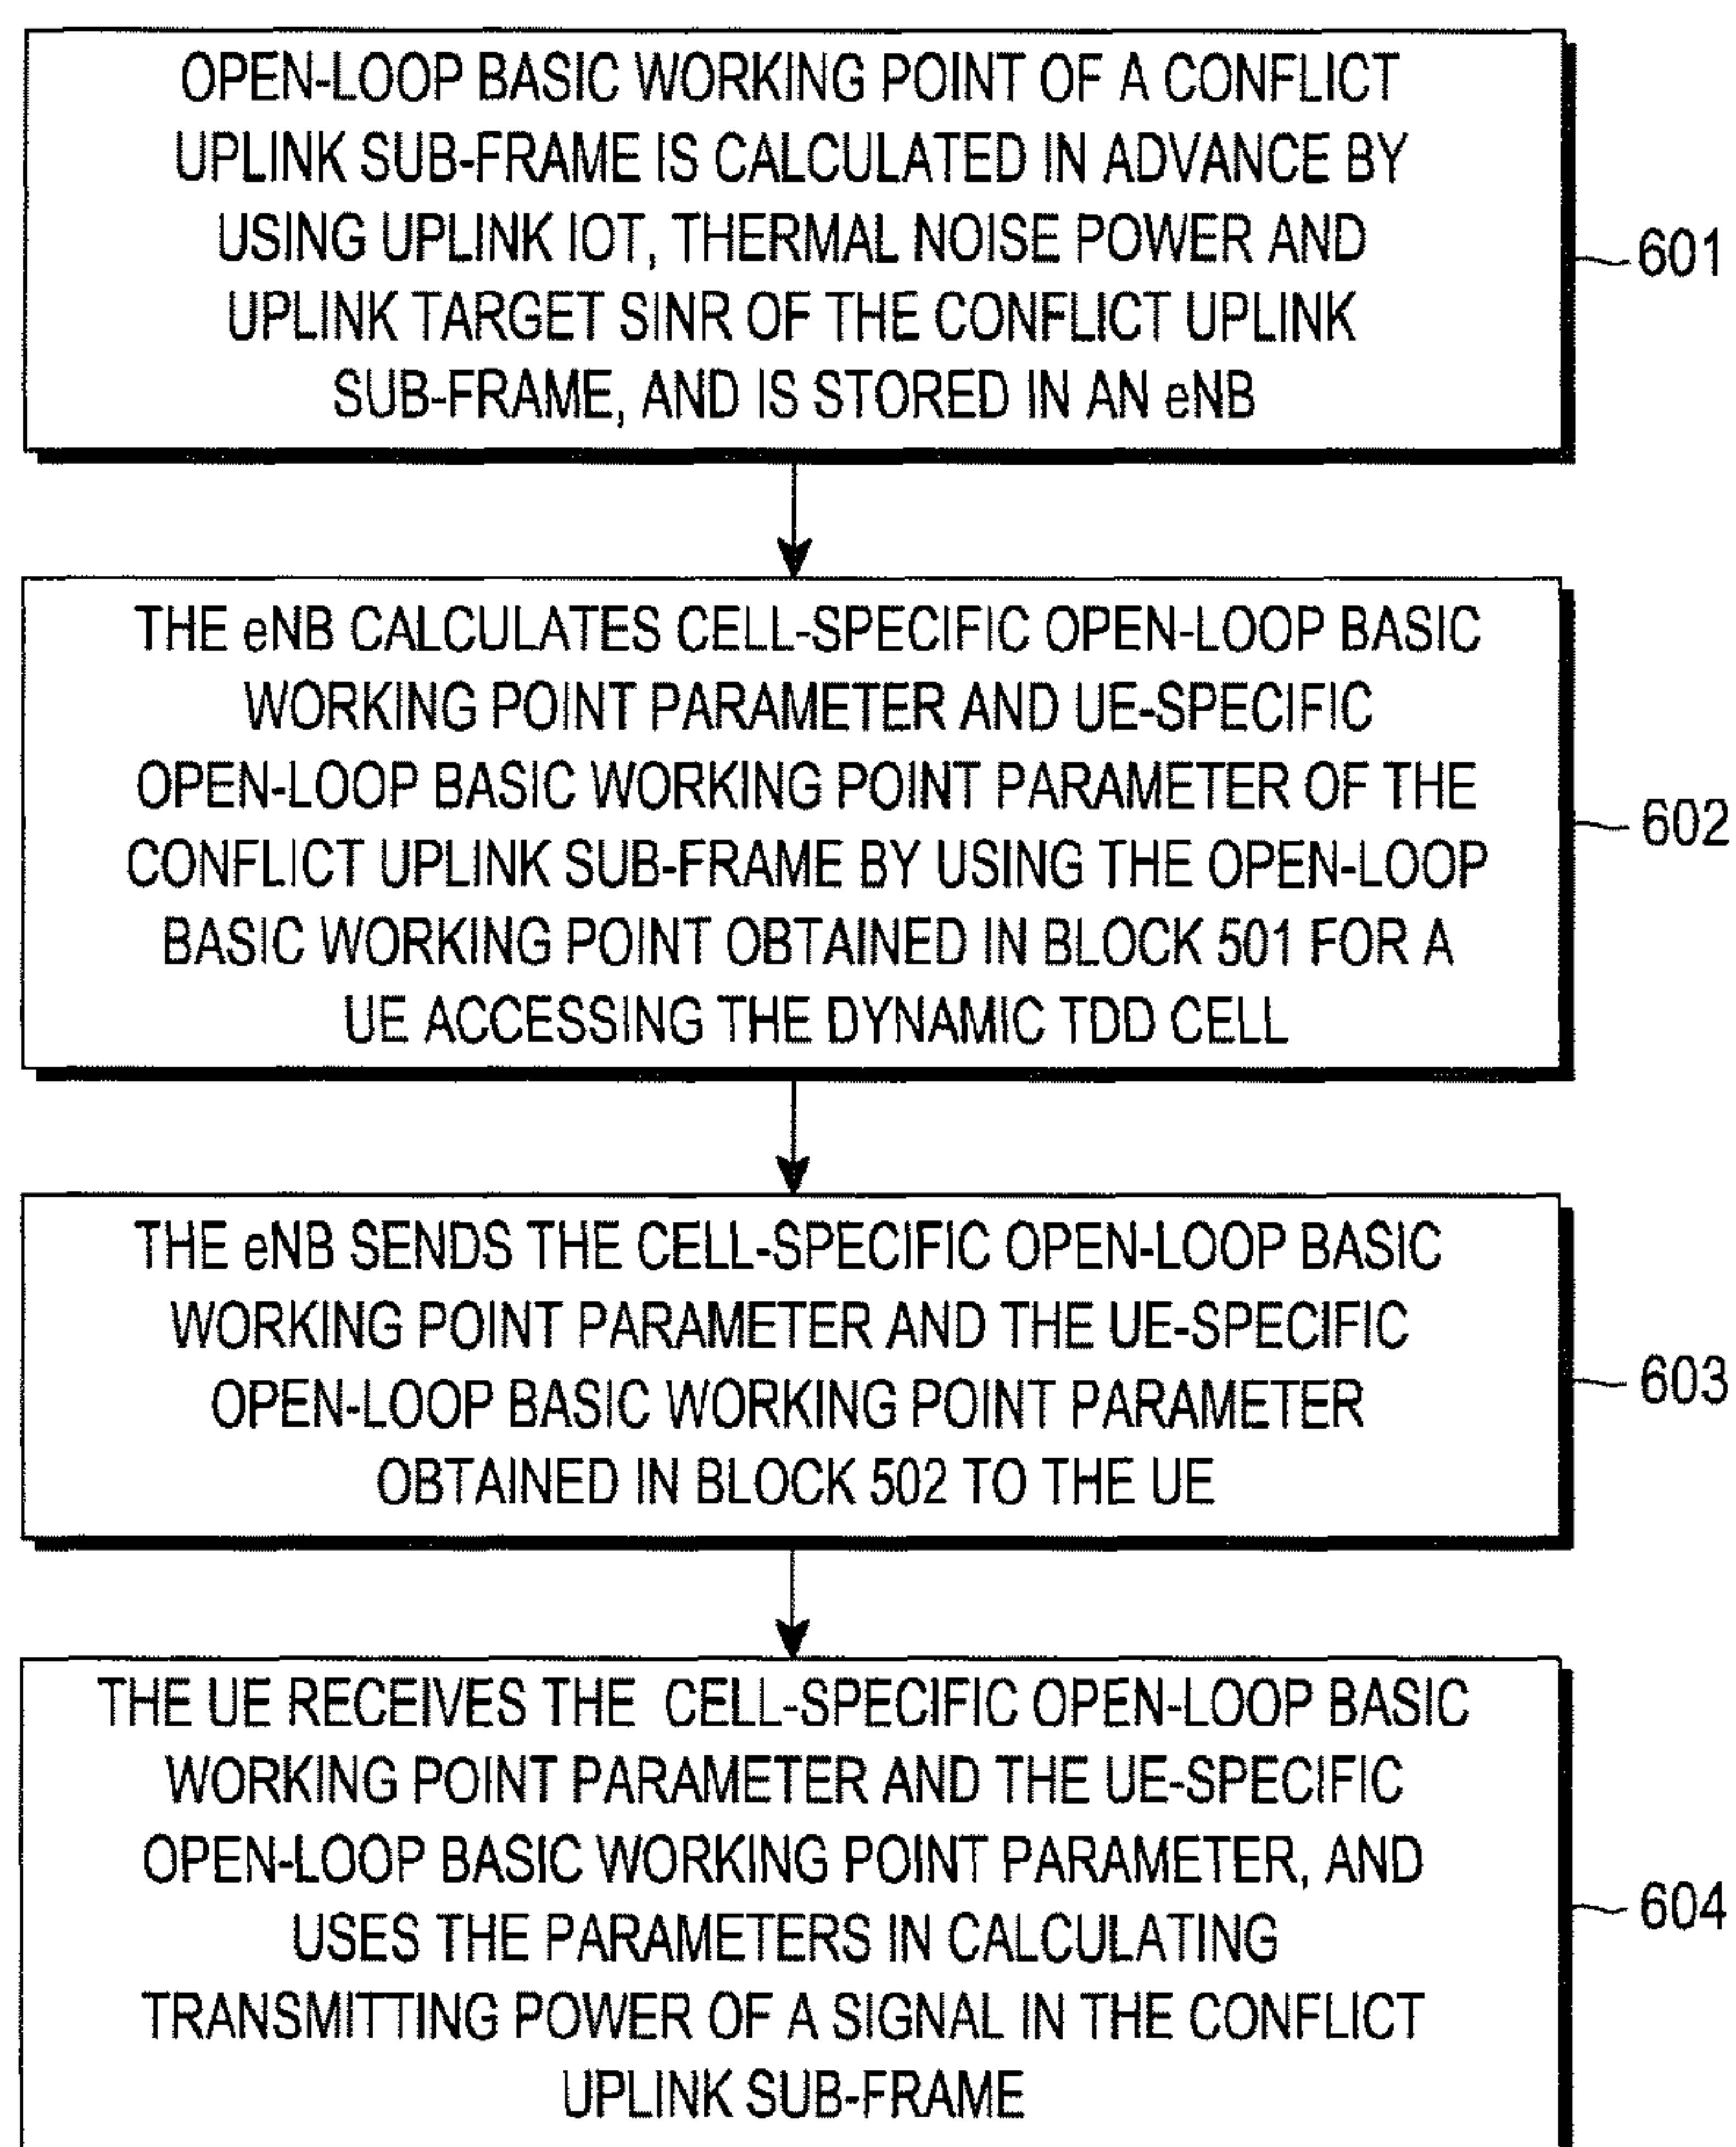 OPEN-LOOP BASIC WORKING POINT OF A CONFLICT
UPLINK SUB-FRAME IS CALCULATED IN ADVANCE BY
USING UPLINK IOT, THERMAL NOISE POWER AND
UPLINK TARGET SINR OF THE CONFLICT UPLINK
SUB-FRAME, AND IS STORED IN AN eNB
601
THE eNB CALCULATES CELL-SPECIFIC OPEN-LOOP BASIC
WORKING POINT PARAMETER AND UE-SPECIFIC
OPEN-LOOP BASIC WORKING POINT PARAMETER OF THE
CONFLICT UPLINK SUB-FRAME BY USING THE OPEN-LOOP
BASIC WORKING POINT OBTAINED IN BLOCK 501 FOR A
UE ACCESSING THE DYNAMIC TDD CELL
602
THE eNB SENDS THE CELL-SPECIFIC OPEN-LOOP BASIC
WORKING POINT PARAMETER AND THE UE-SPECIFIC
OPEN-LOOP BASIC WORKING POINT PARAMETER
OBTAINED IN BLOCK 502 TO THE UE
603
THE UE RECEIVES THE CELL-SPECIFIC OPEN-LOOP BASIC
WORKING POINT PARAMETER AND THE UE-SPECIFIC
OPEN-LOOP BASIC WORKING POINT PARAMETER, AND
USES THE PARAMETERS IN CALCULATING
TRANSMITTING POWER OF A SIGNAL IN THE CONFLICT
UPLINK SUB-FRAME
604